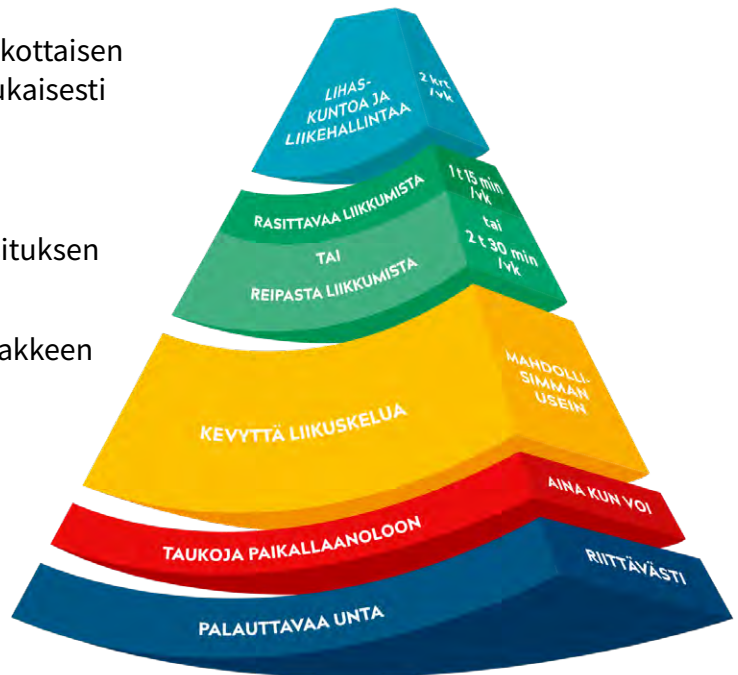 kottaisen
ukaisesti
ituksen
akkeen
LIHAS-
KUNTOA JA
LIIKEHALLINTAA
2 krt
/vk
RASITTAVAA LIIKKUMISTA
1 t 15 min
/vk
TAI
tai
REIPASTA LIIKKUMISTA
2 t 30 min
/vk
KEVYTTÄ LIIKUSKELUA
MAHDOLLI-
SIMMAN
USEIN
TAUKOJA PAIKALLAANOLOON
AINA KUN VOI
PALAUTTAVAA UNTA
RIITTÄVÄSTI